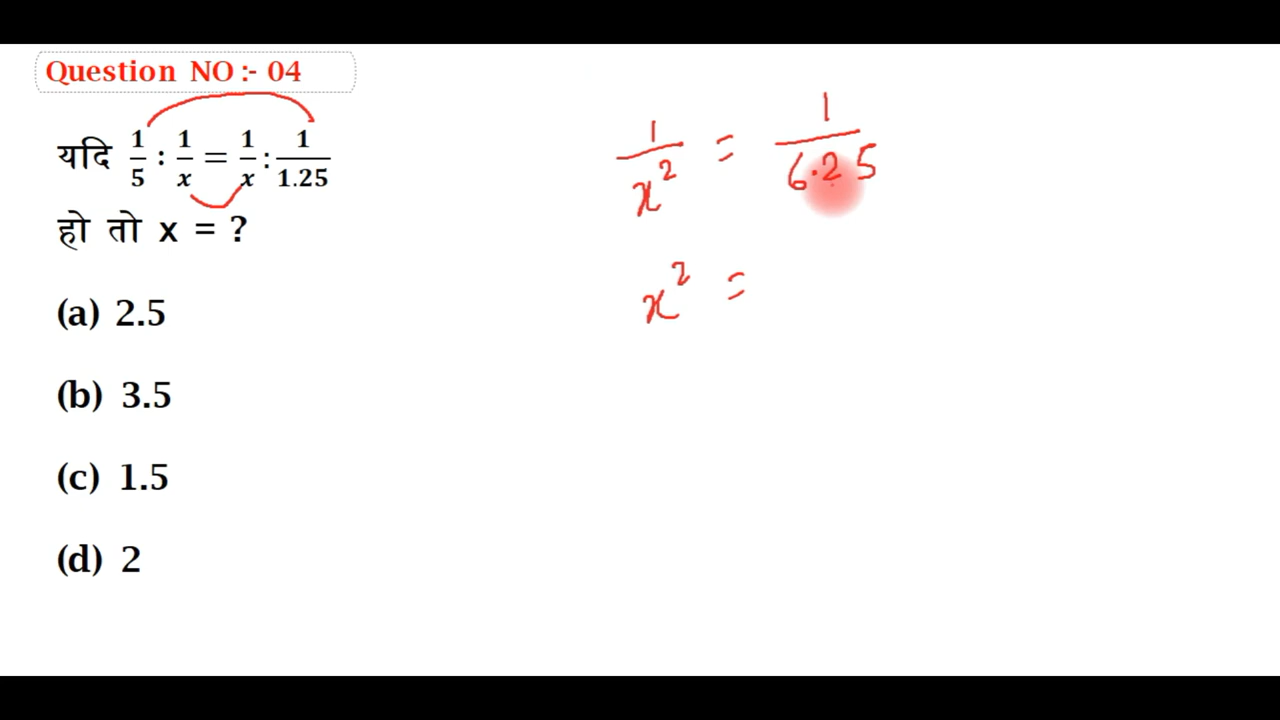 Question NO :- 04
यदि 1/5 : 1/x = 1/x : 1/1.25
हो तो x = ?
(a) 2.5
(b) 3.5
(c) 1.5
(d) 2
1/x² = 1/6.25
x² =